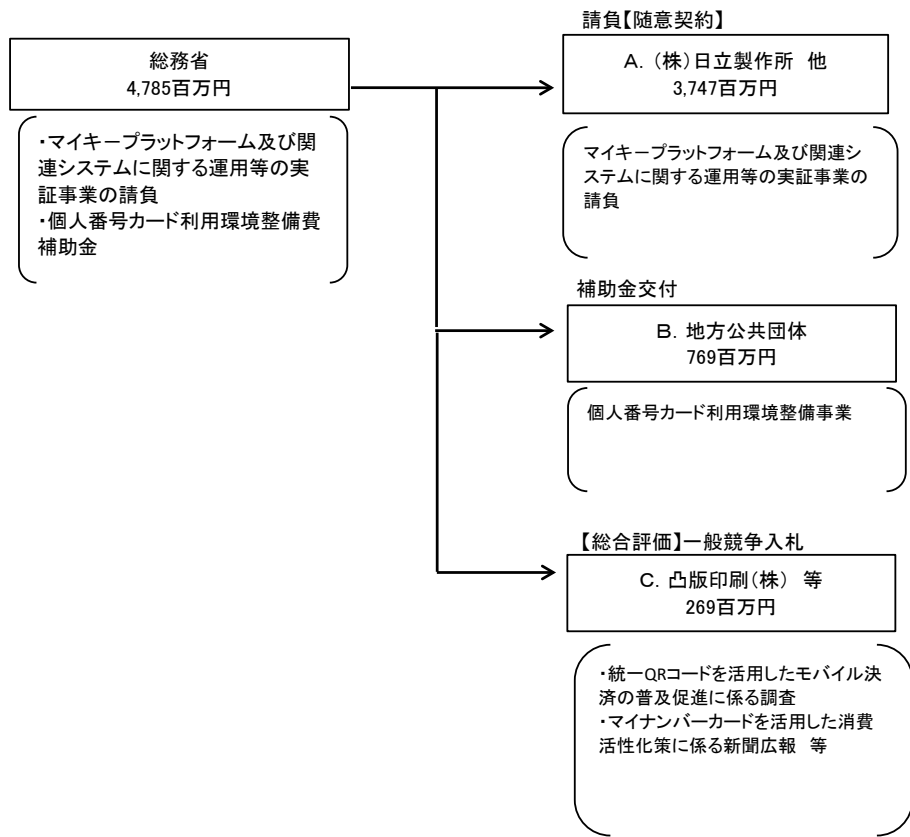 総務省
4,785百万円
・マイキープラットフォーム及び関
連システムに関する運用等の実
証事業の請負
・個人番号カード利用環境整備費
補助金
請負【随意契約】
A. (株)日立製作所 他
3,747百万円
マイキープラットフォーム及び関連シ
ステムに関する運用等の実証事業の
請負
補助金交付
B. 地方公共団体
769百万円
個人番号カード利用環境整備事業
【総合評価】一般競争入札
C. 凸版印刷(株) 等
269百万円
・統一QRコードを活用したモバイル決
済の普及促進に係る調査
・マイナンバーカードを活用した消費
活性化策に係る新聞広報 等